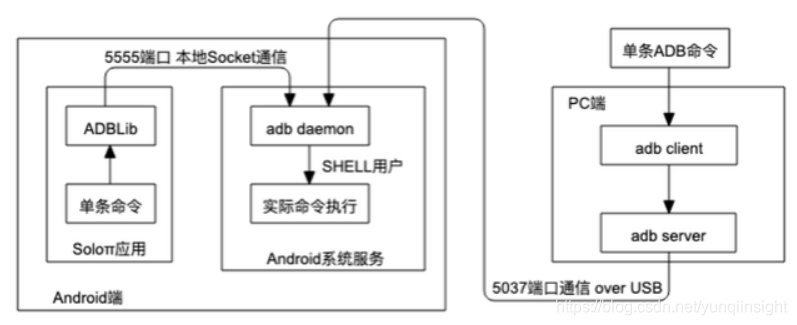 5555端口 本地Socket通信
单条ADB命令
PC端
ADBLib
adb daemon
adb client
SHELL用户
单条命令
实际命令执行
adb server
Soloπ应用
Android系统服务
5037端口通信 over USB
Android端
https://blog.csdn.net/yunqiinsight